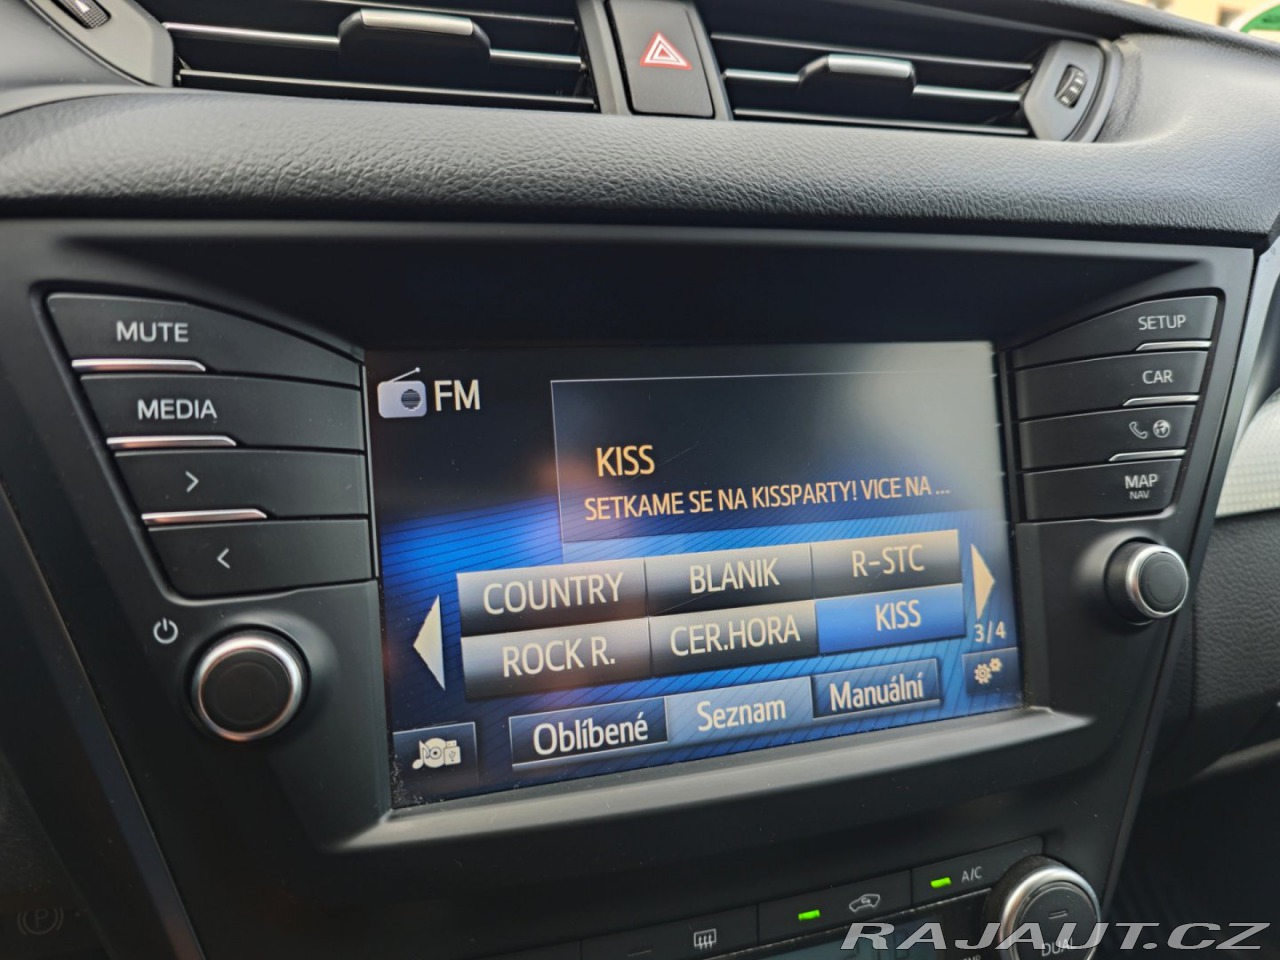 MUTE
MEDIA
>
<
SETUP
CAR
MAP
NAV
FM
KISS
SETKAME SE NA KISSPARTY! VICE NA ...
COUNTRY
BLANIK
R-STC
ROCK R.
CER.HORA
KISS
3/4
Oblíbené
Seznam
Manuální
A/C
DUAL
RAJAUT.CZ